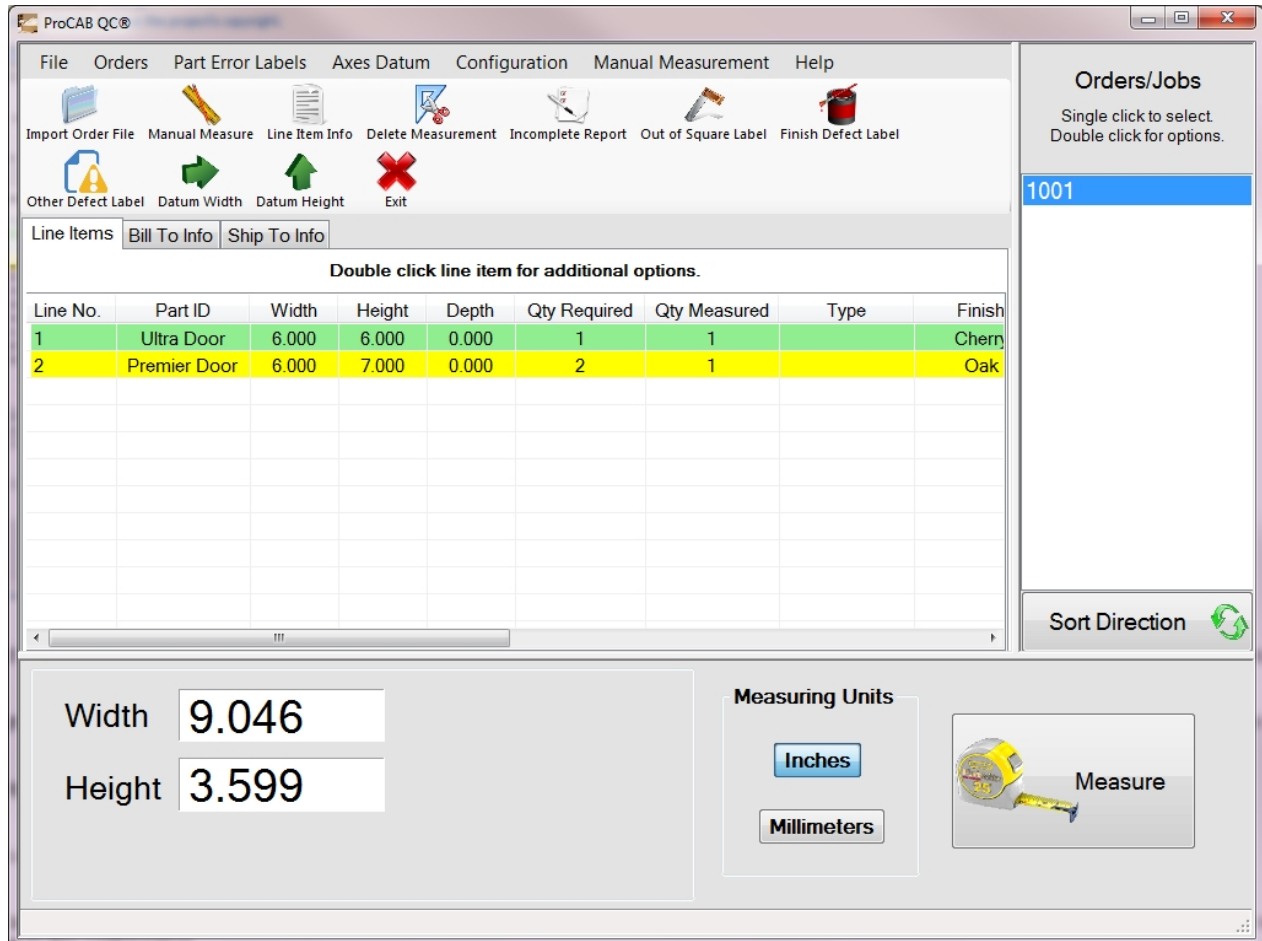 ProCAB QC®
File Orders Part Error Labels Axes Datum Configuration Manual Measurement Help
Import Order File Manual Measure Line Item Info Delete Measurement Incomplete Report Out of Square Label Finish Defect Label
Other Defect Label Datum Width Datum Height Exit
Line Items Bill To Info Ship To Info
Double click line item for additional options.
Line No. Part ID Width Height Depth Qty Required Qty Measured Type Finish
1 Ultra Door 6.000 6.000 0.000 1 1 Cherry
2 Premier Door 6.000 7.000 0.000 2 1 Oak
Orders/Jobs
Single click to select.
Double click for options.
1001
Sort Direction
Width 9.046
Height 3.599
Measuring Units
Inches
Millimeters
Measure